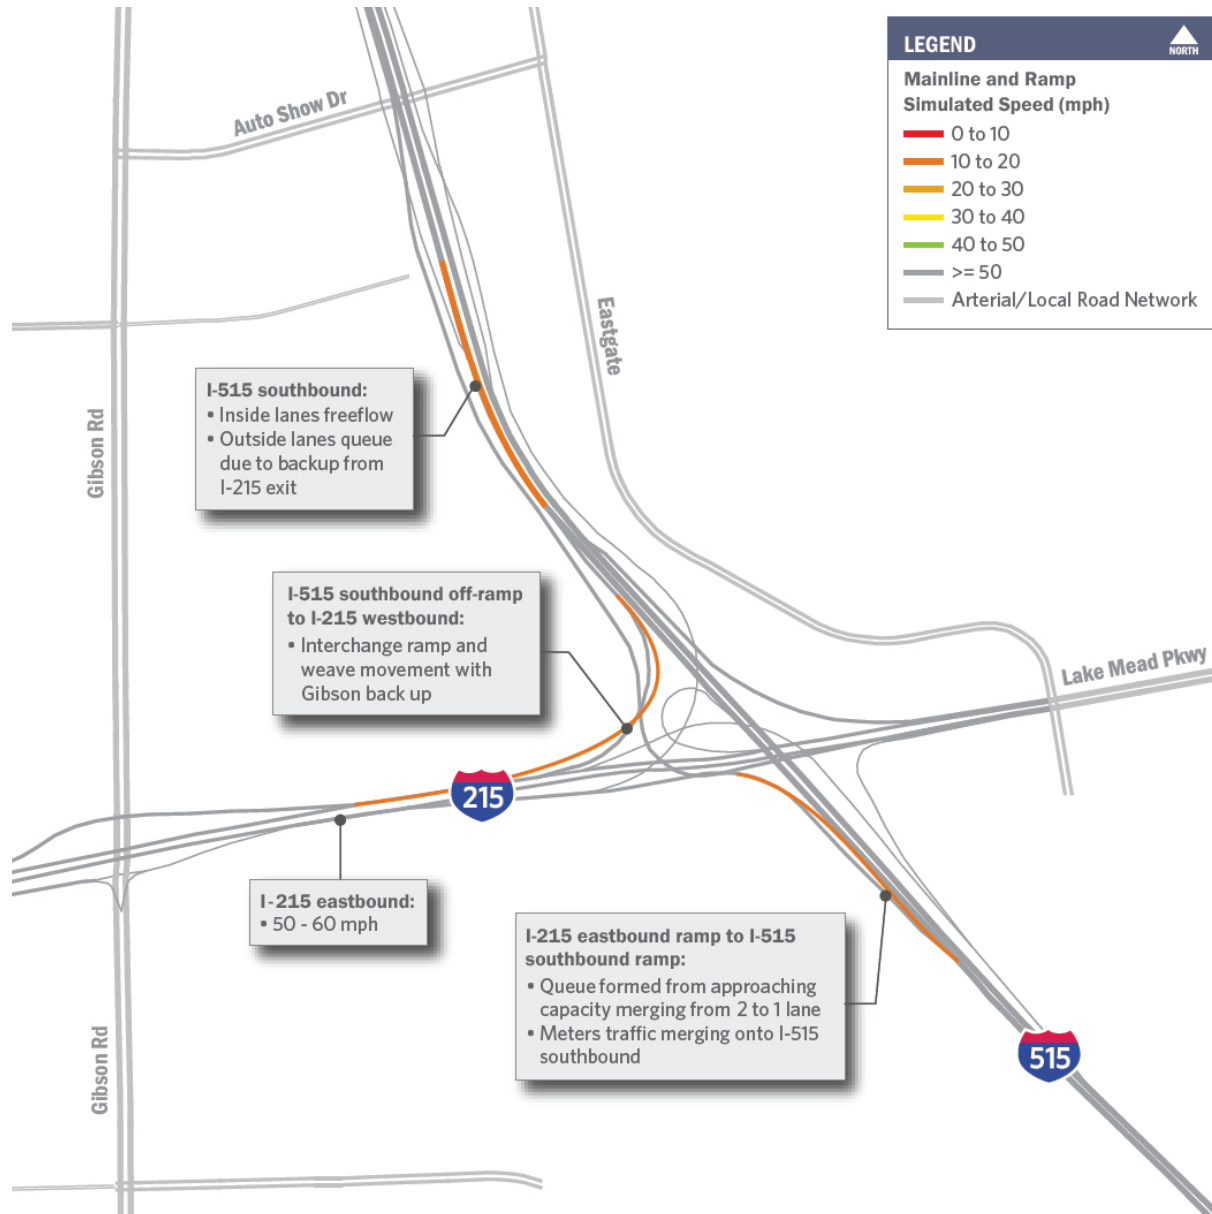 LEGEND
NORTH
Mainline and Ramp
Simulated Speed (mph)
0 to 10
10 to 20
20 to 30
30 to 40
40 to 50
>= 50
Arterial/Local Road Network
Auto Show Dr
Eastgate
Gibson Rd
I-515 southbound:
▪ Inside lanes freeflow
▪ Outside lanes queue
due to backup from
I-215 exit
I-515 southbound off-ramp
to I-215 westbound:
▪ Interchange ramp and
weave movement with
Gibson back up
Lake Mead Pkwy
215
I-215 eastbound:
▪ 50 - 60 mph
I-215 eastbound ramp to I-515
southbound ramp:
▪ Queue formed from approaching
capacity merging from 2 to 1 lane
▪ Meters traffic merging onto I-515
southbound
515
Gibson Rd